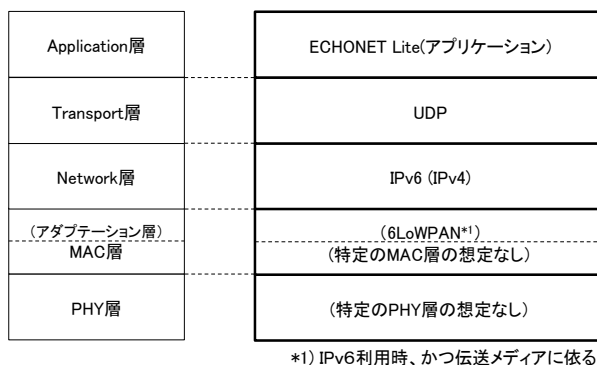 Application層
ECHONET Lite(アプリケーション)
Transport層
UDP
Network層
IPv6 (IPv4)
(アダプテーション層)
(6LoWPAN*1)
MAC層
(特定のMAC層の想定なし)
PHY層
(特定のPHY層の想定なし)
*1) IPv6利用時、かつ伝送メディアに依る